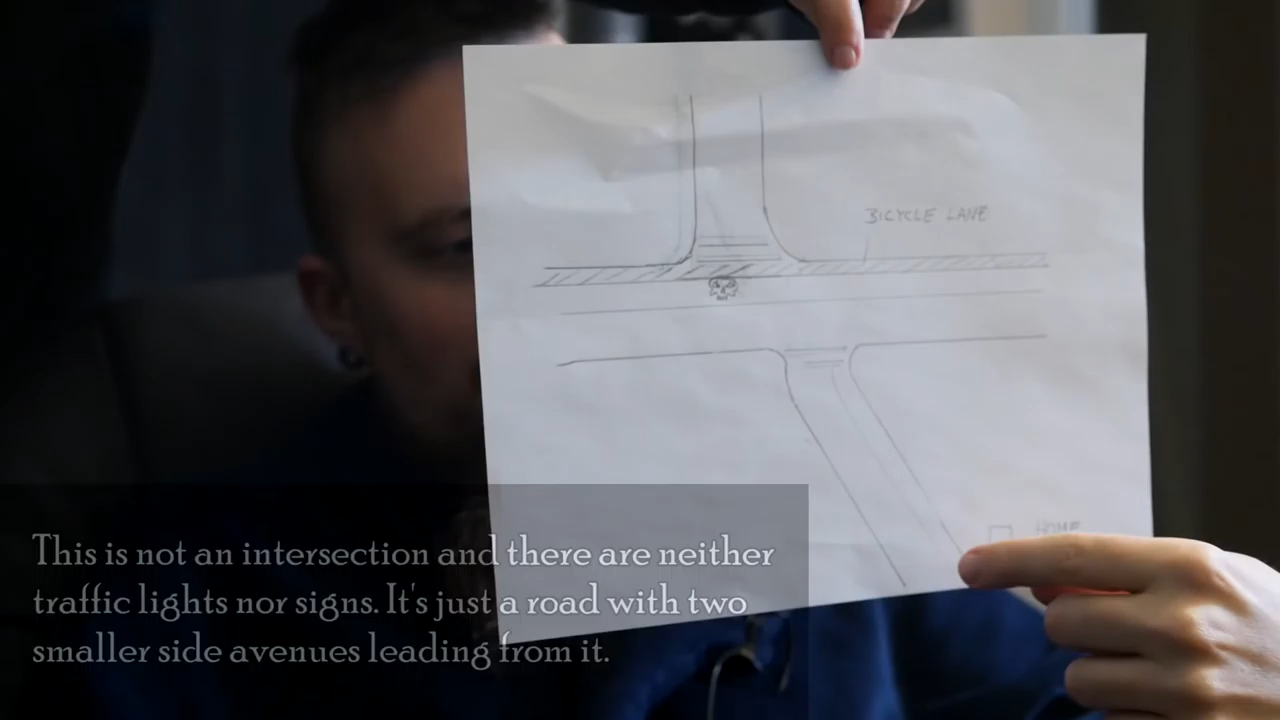 BICYCLE LANE
HOME
This is not an intersection and there are neither
traffic lights nor signs. It's just a road with two
smaller side avenues leading from it.